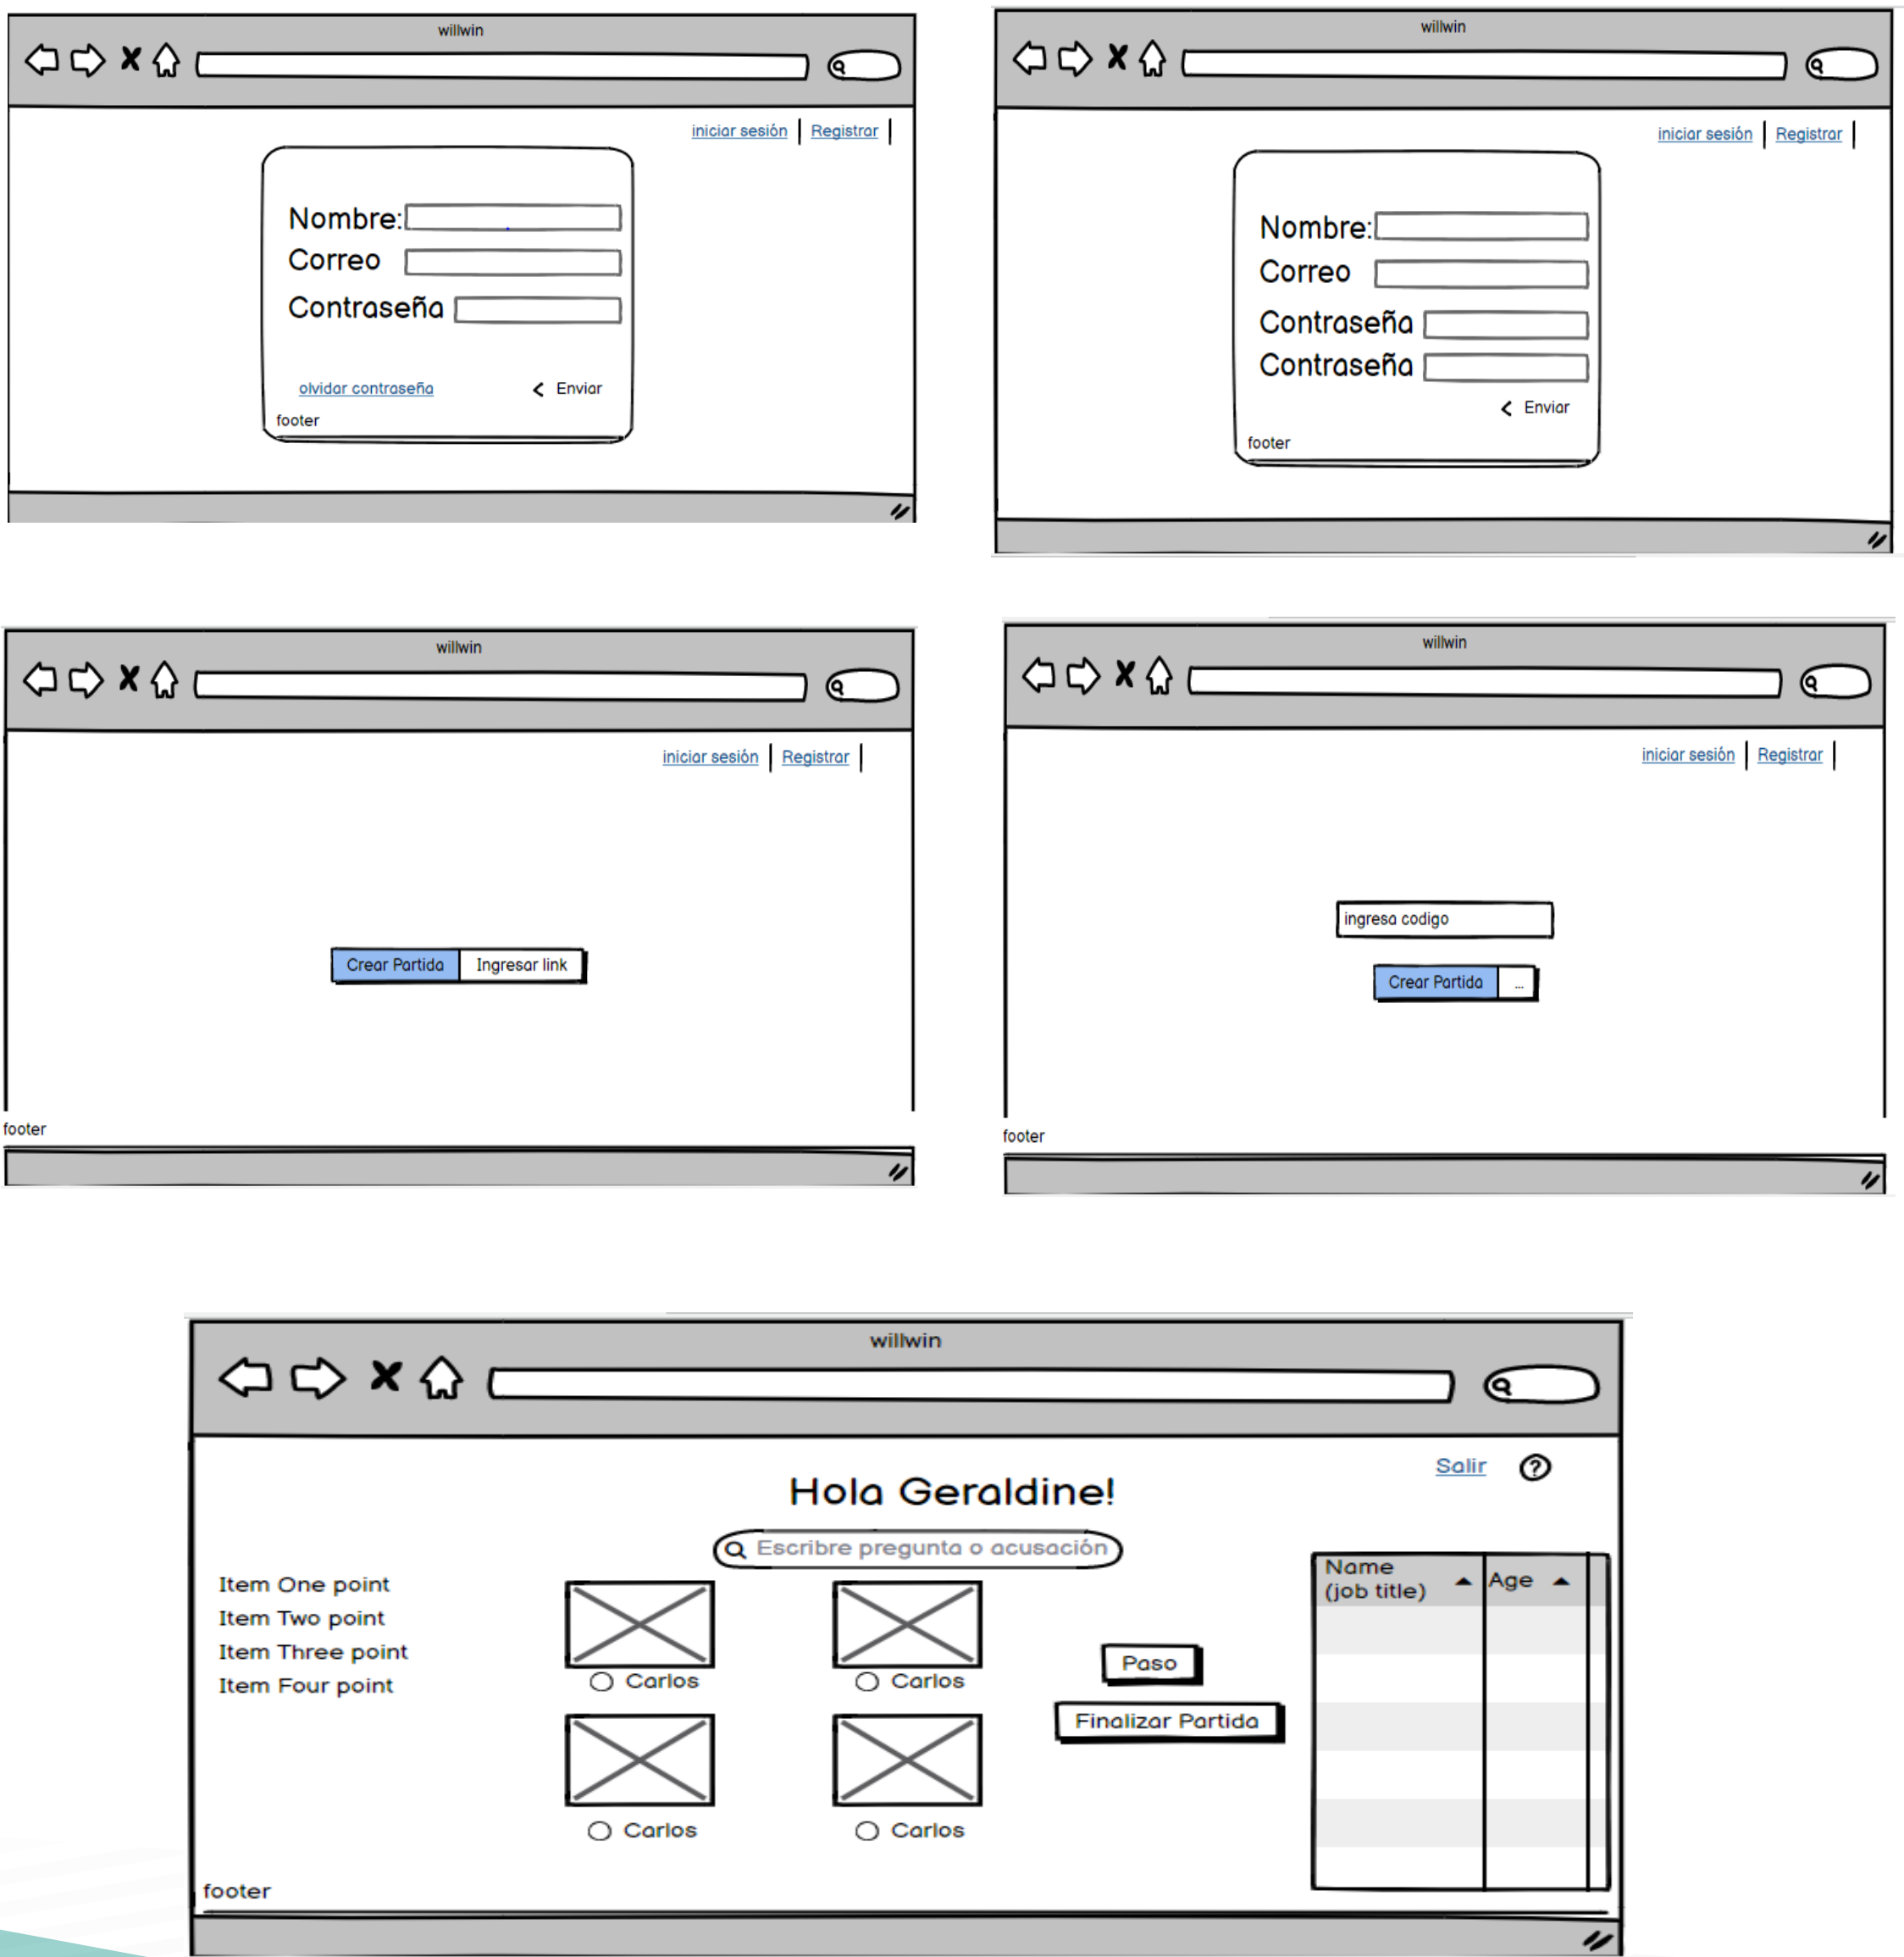 willwin
iniciar sesión Registrar
Nombre:
Correo
Contraseña
olvidar contraseña Enviar
footer
willwin
iniciar sesión Registrar
Nombre:
Correo
Contraseña
Contraseña
Enviar
footer
willwin
iniciar sesión Registrar
Crear Partida Ingresar link
footer
willwin
iniciar sesión Registrar
ingresa codigo
Crear Partida ...
footer
willwin
Salir ?
Hola Geraldine!
Escribre pregunta o acusación
Item One point
Item Two point
Item Three point
Item Four point
Carlos Carlos
Carlos Carlos
Paso
Finalizar Partida
Name
(job title) Age
footer